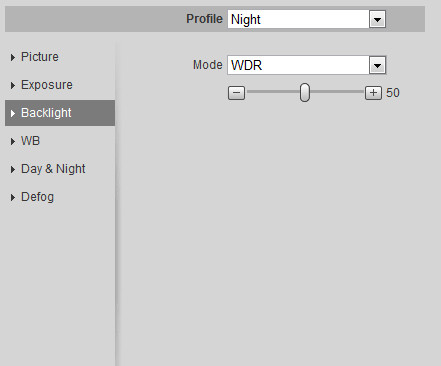 Profile Night
Picture
Mode WDR
Exposure
50
Backlight
WB
Day & Night
Defog